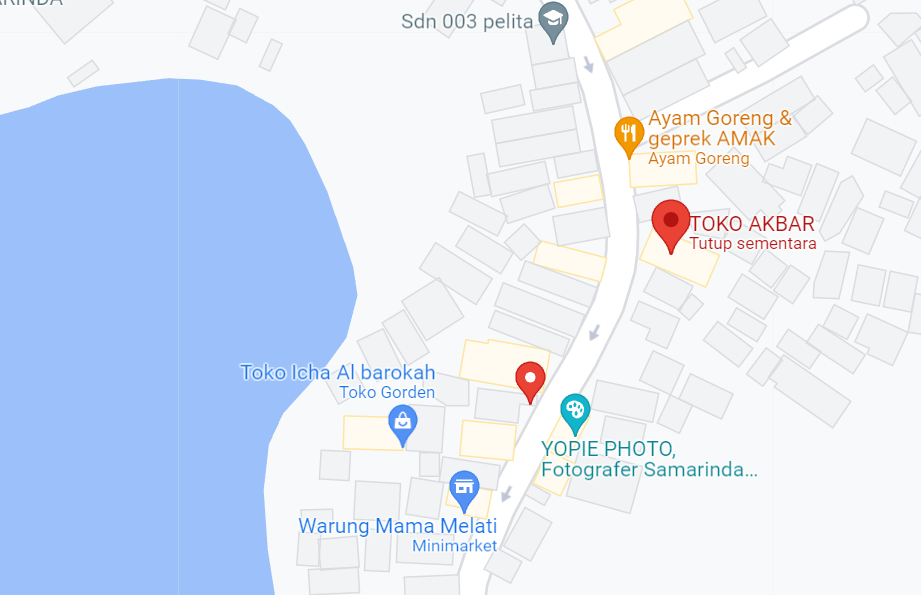 Sdn 003 pelita
Ayam Goreng &
geprek AMAK
Ayam Goreng
TOKO AKBAR
Tutup sementara
Toko Icha Al barokah
Toko Gorden
YOPIE PHOTO,
Fotografer Samarinda...
Warung Mama Melati
Minimarket